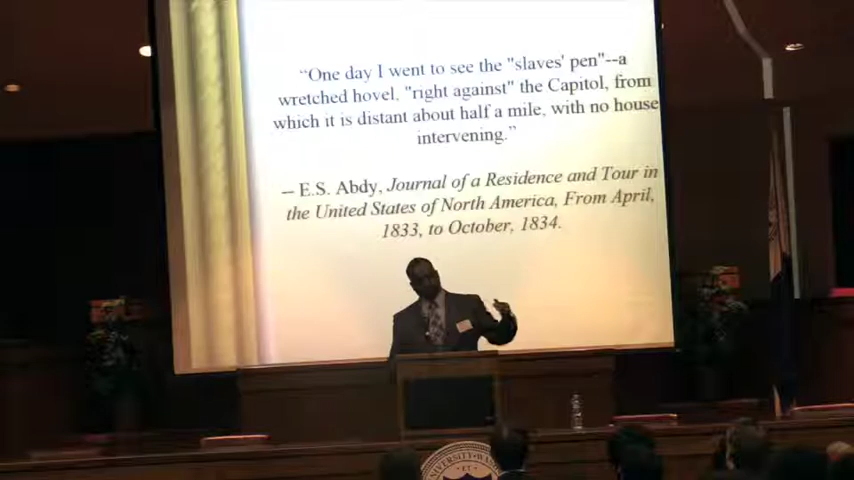 “One day I went to see the "slaves' pen"--a
wretched hovel, "right against" the Capitol, from
which it is distant about half a mile, with no house
intervening.”
– E.S. Abdy, Journal of a Residence and Tour in
the United States of North America, From April,
1833, to October, 1834.
UNIVERSITY
ET